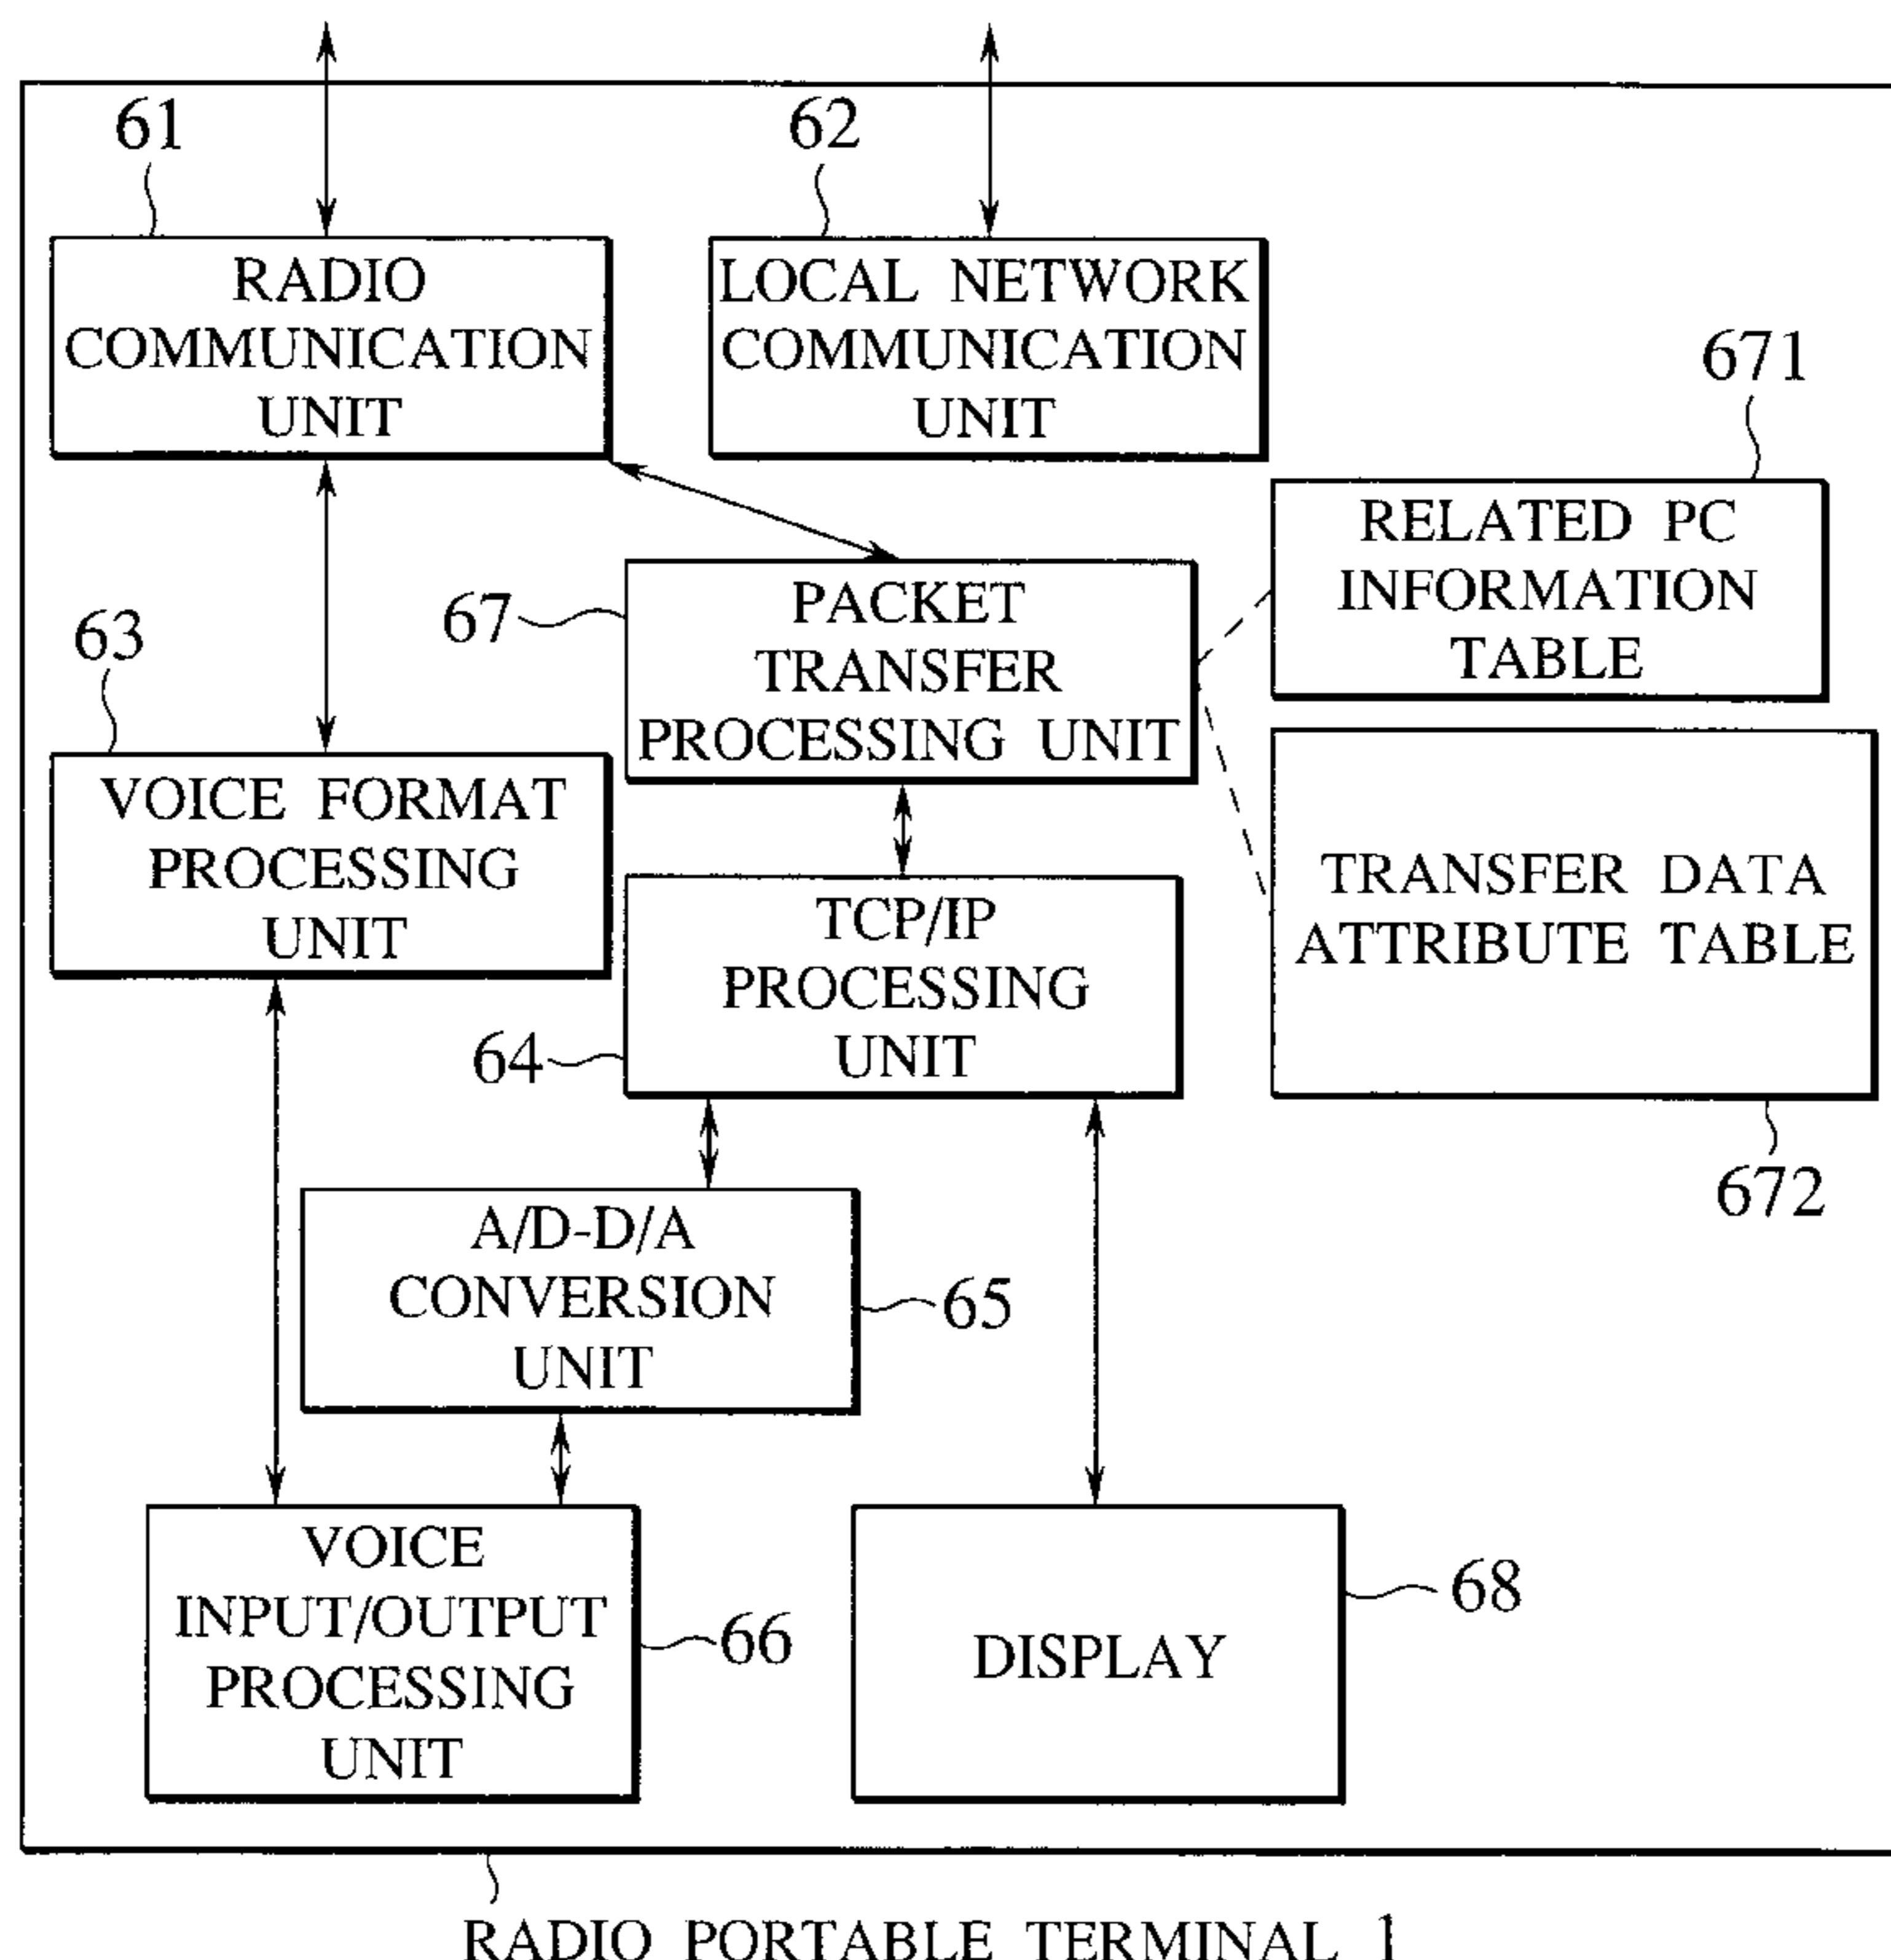 61
62
RADIO
COMMUNICATION
UNIT
LOCAL NETWORK
COMMUNICATION
UNIT
671
RELATED PC
INFORMATION
TABLE
67
PACKET
TRANSFER
PROCESSING UNIT
63
VOICE FORMAT
PROCESSING
UNIT
TRANSFER DATA
ATTRIBUTE TABLE
672
64
TCP/IP
PROCESSING
UNIT
A/D-D/A
CONVERSION
UNIT
65
VOICE
INPUT/OUTPUT
PROCESSING
UNIT
66
DISPLAY
68
RADIO PORTABLE TERMINAL 1